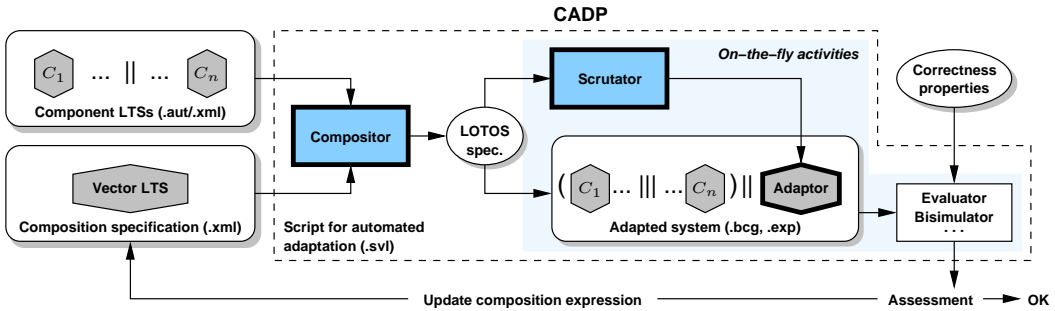 CADP
C1 ... || ... Cn
Component LTSs (.aut/.xml)
Vector LTS
Composition specification (.xml)
Compositor
Script for automated
adaptation (.svl)
LOTOS
spec.
On–the–fly activities
Scrutator
( C1 ... ||| ... Cn ) || Adaptor
Adapted system (.bcg, .exp)
Correctness
properties
Evaluator
Bisimulator
. . .
Update composition expression
Assessment
OK